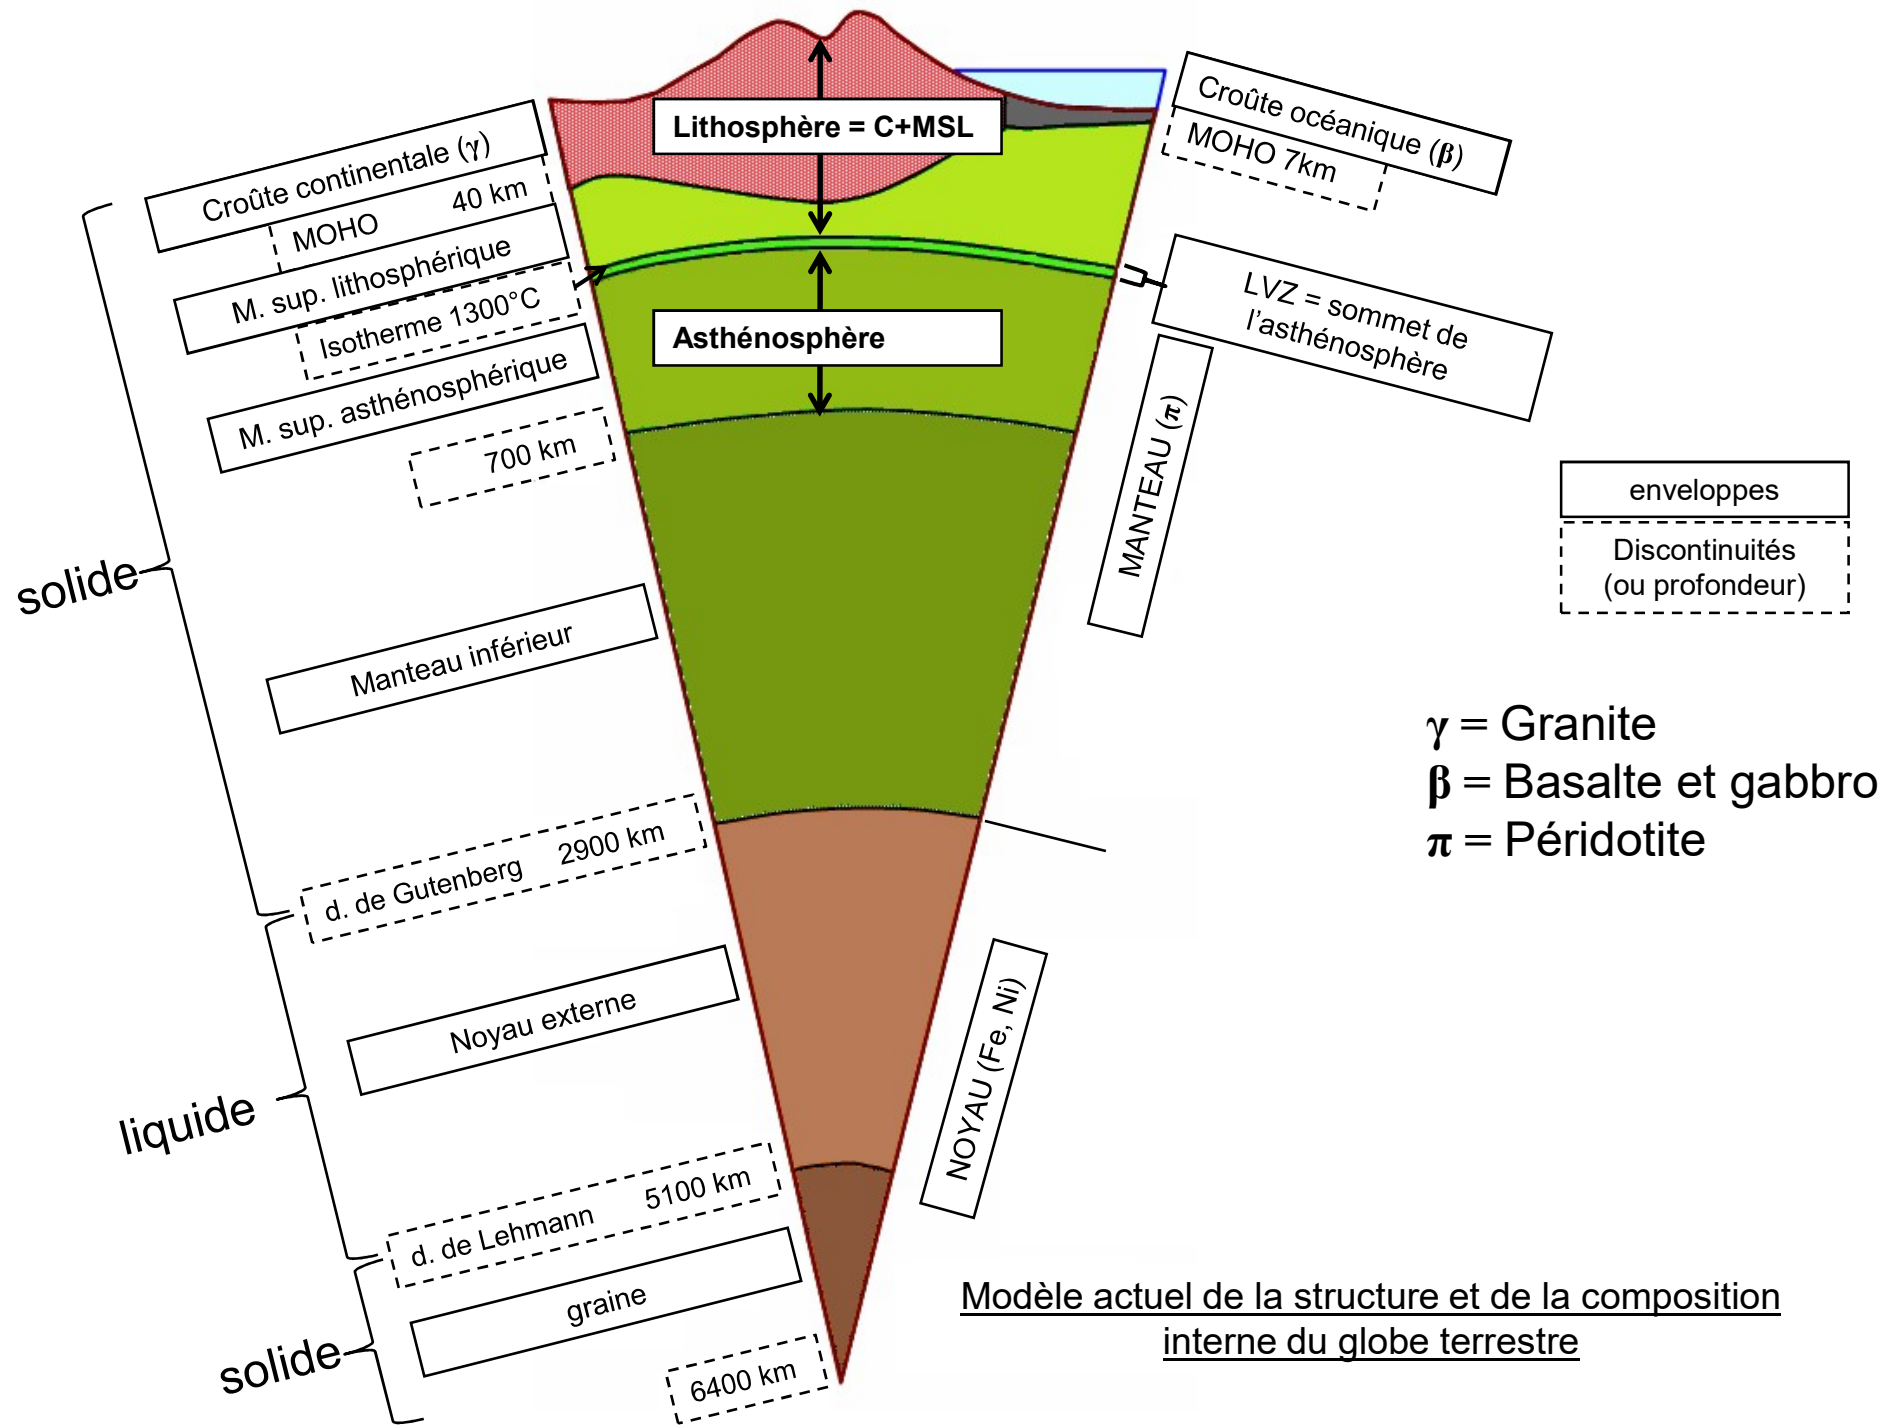 Lithosphère = C+MSL
Croûte continentale (γ)
MOHO 40 km
M. sup. lithosphérique
Isotherme 1300°C
M. sup. asthénosphérique
700 km
Asthénosphère
Croûte océanique (β)
MOHO 7km
LVZ = sommet de
l’asthénosphère
MANTEAU (π)
enveloppes
Discontinuités
(ou profondeur)
solide
Manteau inférieur
γ = Granite
β = Basalte et gabbro
π = Péridotite
d. de Gutenberg 2900 km
Noyau externe
NOYAU (Fe, Ni)
liquide
d. de Lehmann 5100 km
graine
solide
6400 km
Modèle actuel de la structure et de la composition
interne du globe terrestre